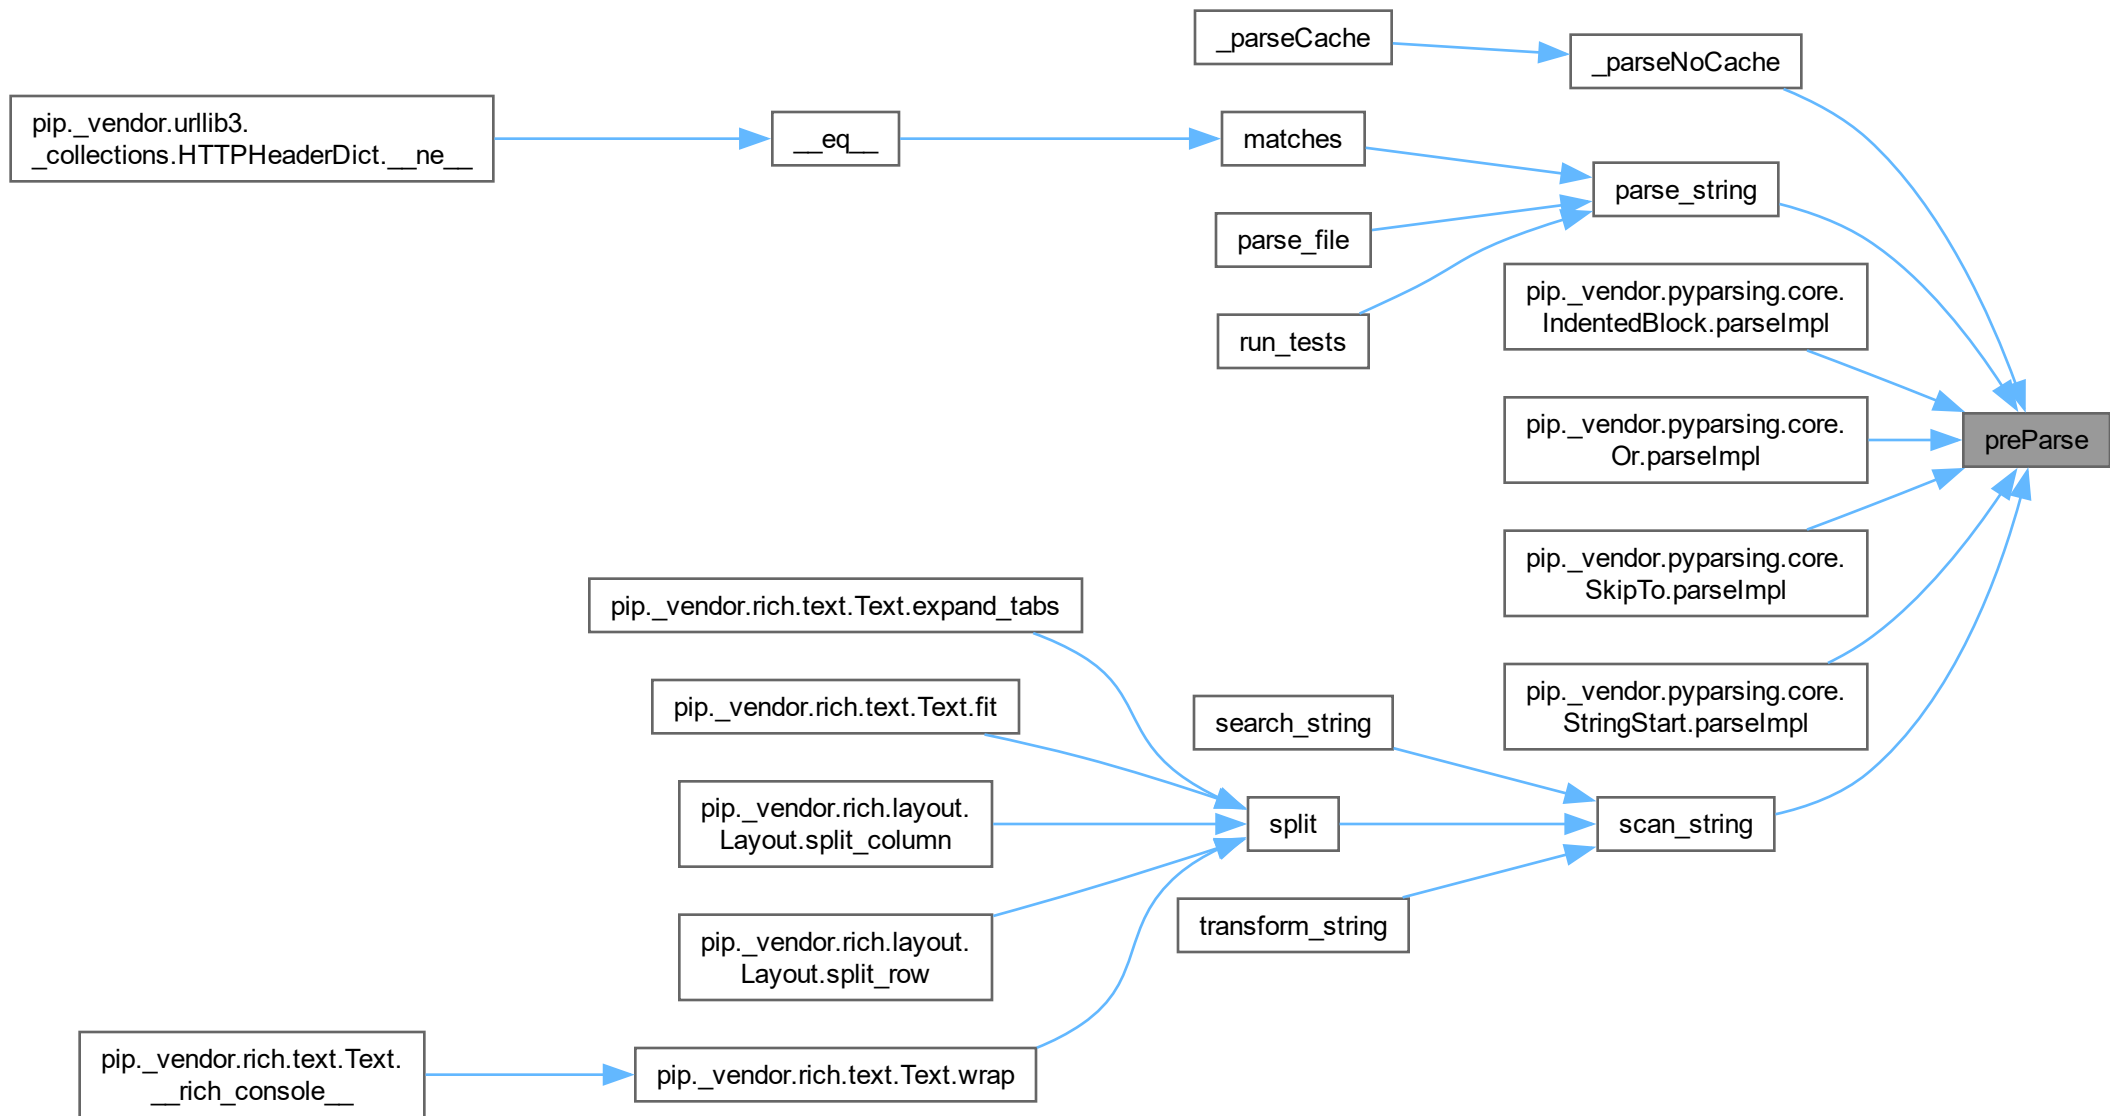 _parseCache
_parseNoCache
pip._vendor.urllib3.
_collections.HTTPHeaderDict.__ne__
__eq__
matches
parse_string
parse_file
pip._vendor.pyparsing.core.
IndentedBlock.parseImpl
run_tests
pip._vendor.pyparsing.core.
Or.parseImpl
preParse
pip._vendor.pyparsing.core.
SkipTo.parseImpl
pip._vendor.rich.text.Text.expand_tabs
pip._vendor.pyparsing.core.
StringStart.parseImpl
pip._vendor.rich.text.Text.fit
search_string
pip._vendor.rich.layout.
Layout.split_column
split
scan_string
transform_string
pip._vendor.rich.layout.
Layout.split_row
pip._vendor.rich.text.Text.
__rich_console__
pip._vendor.rich.text.Text.wrap